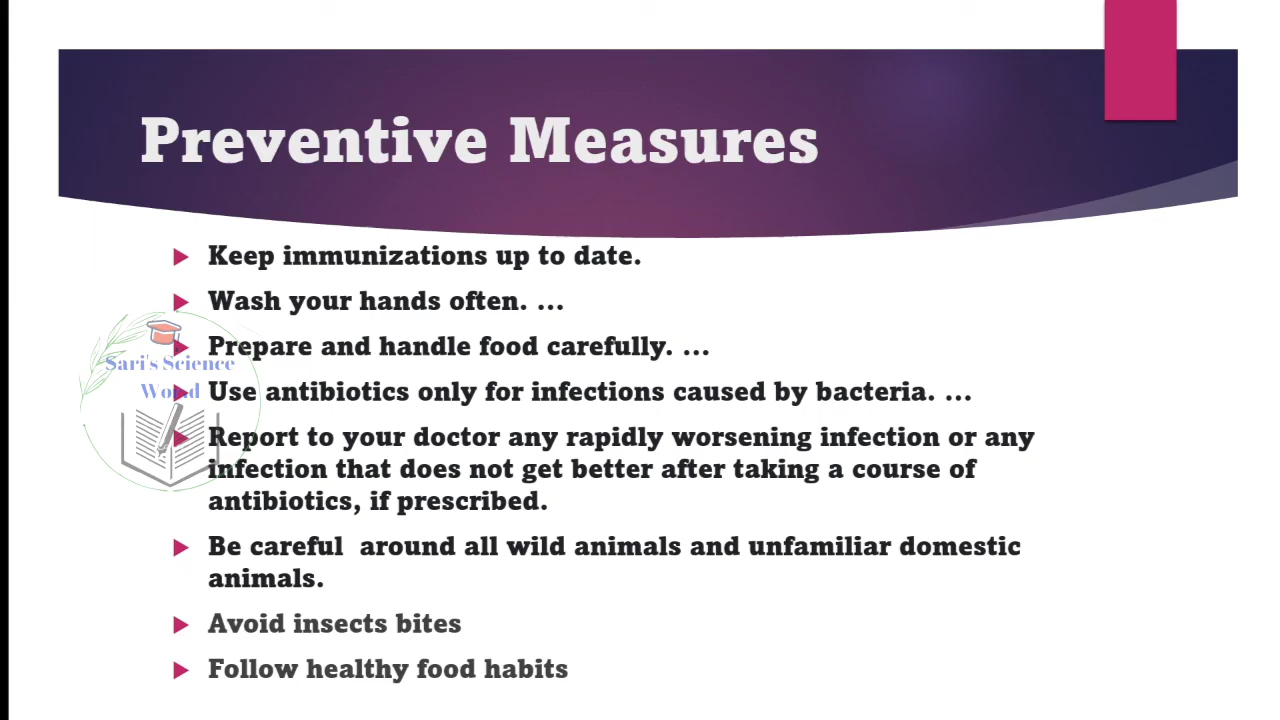 Preventive Measures
Keep immunizations up to date.
Wash your hands often. ...
Prepare and handle food carefully. ...
Sari's Science
World
Use antibiotics only for infections caused by bacteria. ...
Report to your doctor any rapidly worsening infection or any
infection that does not get better after taking a course of
antibiotics, if prescribed.
Be careful  around all wild animals and unfamiliar domestic
animals.
Avoid insects bites
Follow healthy food habits